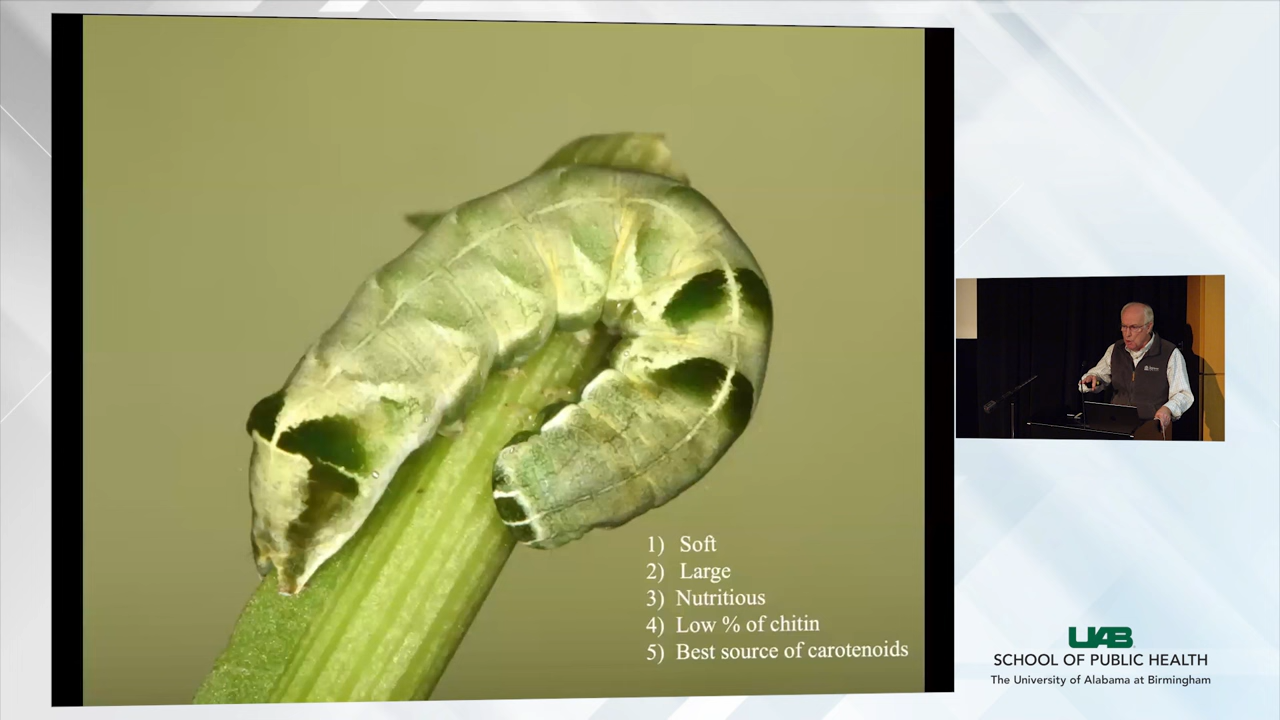 1) Soft
2) Large
3) Nutritious
4) Low % of chitin
5) Best source of carotenoids
UAB
SCHOOL OF PUBLIC HEALTH
The University of Alabama at Birmingham